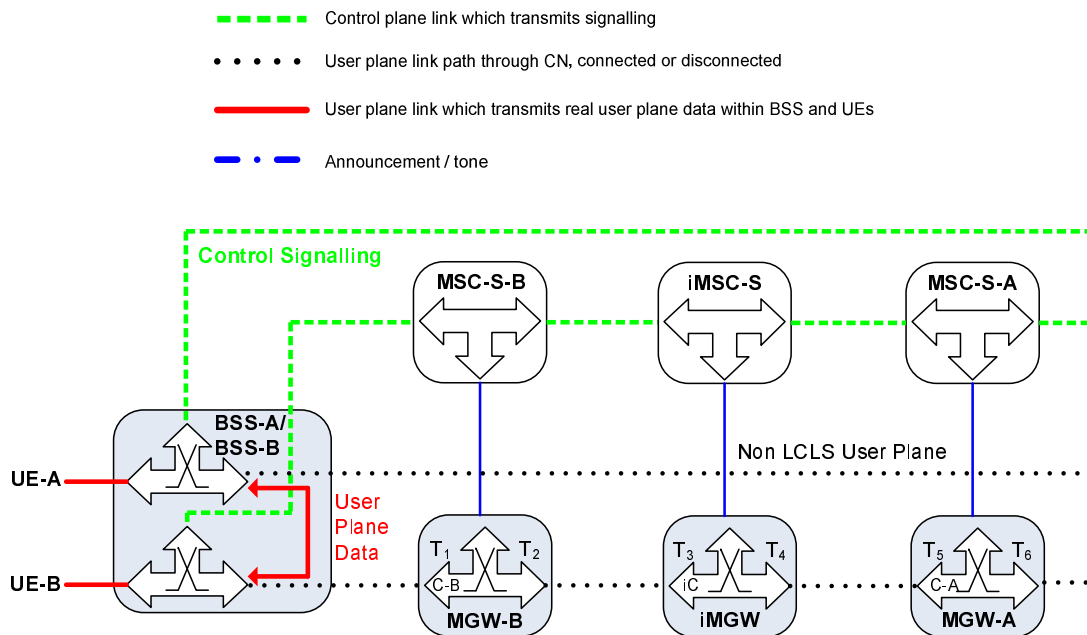 Control plane link which transmits signalling
User plane link path through CN, connected or disconnected
User plane link which transmits real user plane data within BSS and UEs
Announcement / tone
Control Signalling
MSC-S-B
iMSC-S
MSC-S-A
BSS-A/
BSS-B
Non LCLS User Plane
UE-A
User
Plane
Data
UE-B
T1
T2
C-B
MGW-B
T3
T4
iC
iMGW
T5
T6
C-A
MGW-A